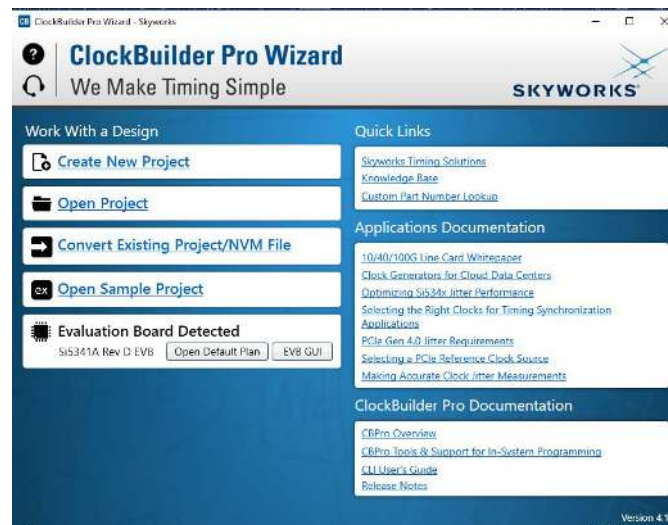 ClockBuilder Pro Wizard - Skyworks
ClockBuilder Pro Wizard
We Make Timing Simple
SKYWORKS
Work With a Design
Create New Project
Open Project
Convert Existing Project/NVM File
ex Open Sample Project
Evaluation Board Detected
Si5341A Rev D EVB Open Default Plan EVB GUI
Quick Links
Skyworks Timing Solutions
Knowledge Base
Custom Part Number Lookup
Applications Documentation
10/40/100G Line Card Whitepaper
Clock Generators for Cloud Data Centers
Optimizing Si534x Jitter Performance
Selecting the Right Clocks for Timing Synchronization
Applications
PCIe Gen 4.0 Jitter Requirements
Selecting a PCIe Reference Clock Source
Making Accurate Clock Jitter Measurements
ClockBuilder Pro Documentation
CBPro Overview
CBPro Tools & Support for In-System Programming
CLI User's Guide
Release Notes
Version 4.1